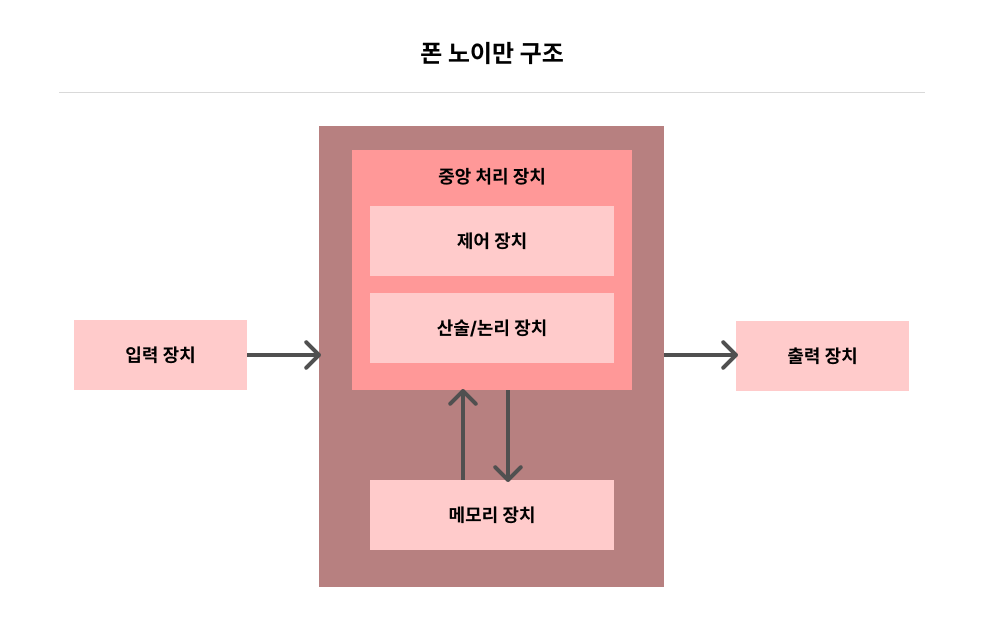 폰 노이만 구조
중앙 처리 장치
제어 장치
산술/논리 장치
입력 장치
출력 장치
메모리 장치